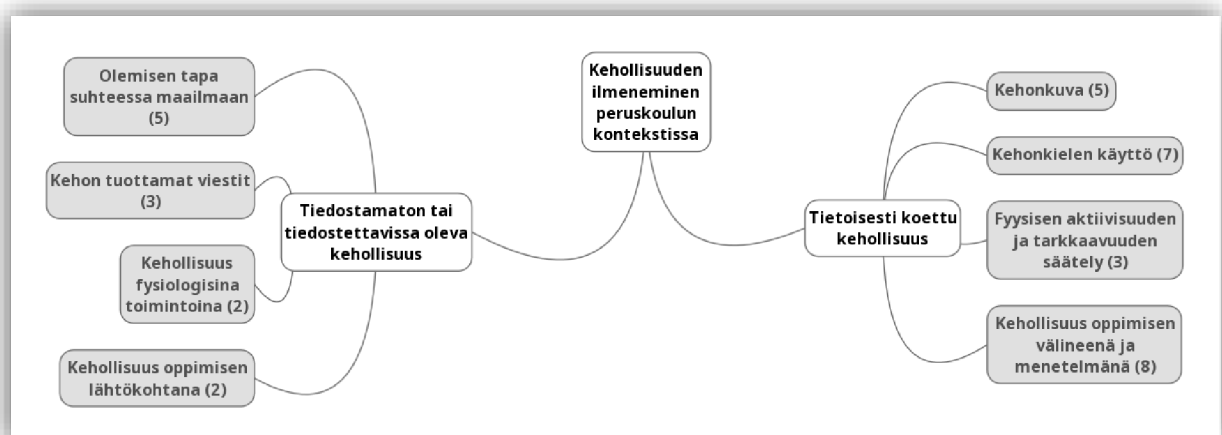 Kehollisuuden
ilmeneminen
peruskoulun
kontekstissa
Olemisen tapa
suhteessa maailmaan
(5)
Kehon tuottamat viestit
(3)
Tiedostamaton tai
tiedostettavissa oleva
kehollisuus
Kehollisuus
fysiologisina
toimintoina (2)
Kehollisuus oppimisen
lähtökohtana (2)
Tietoisesti koettu
kehollisuus
Kehonkuva (5)
Kehonkielen käyttö (7)
Fyysisen aktiivisuuden
ja tarkkaavuuden
säätely (3)
Kehollisuus oppimisen
välineenä ja
menetelmänä (8)